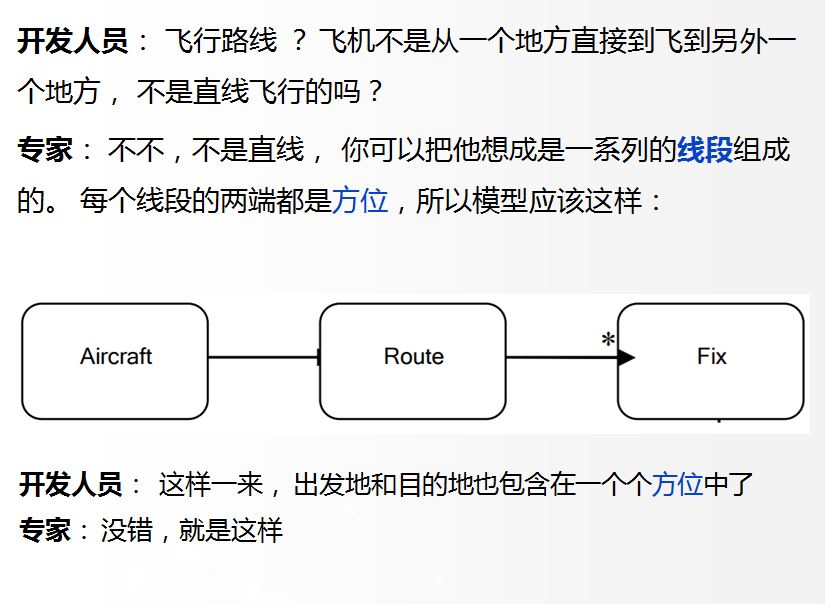 开发人员： 飞行路线 ？飞机不是从一个地方直接到飞到另外一
个地方， 不是直线飞行的吗？
专家： 不不，不是直线， 你可以把他想成是一系列的线段组成
的。 每个线段的两端都是方位，所以模型应该这样：
Aircraft Route * Fix
开发人员： 这样一来， 出发地和目的地也包含在一个个方位中了
专家：没错，就是这样